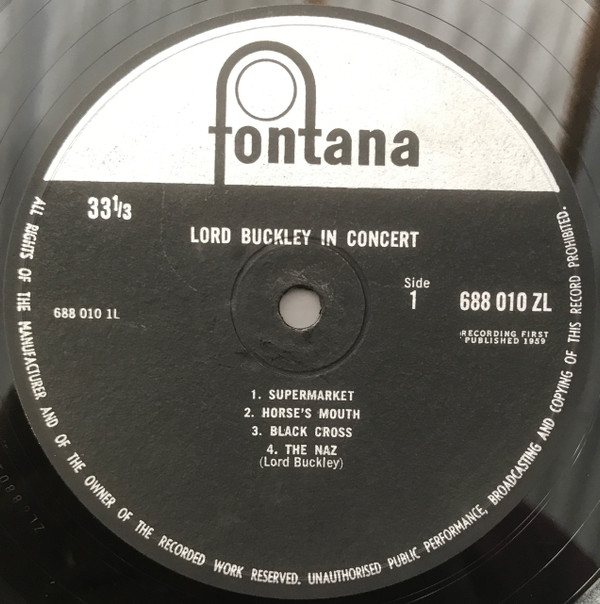 fontana
33 1/3
LORD BUCKLEY IN CONCERT
Side
1
688 010 ZL
688 010 1L
RECORDING FIRST
PUBLISHED 1959
1. SUPERMARKET
2. HORSE'S MOUTH
3. BLACK CROSS
4. THE NAZ
(Lord Buckley)
ALL RIGHTS OF THE MANUFACTURER AND OF THE OWNER OF THE RECORDED WORK RESERVED. UNAUTHORISED PUBLIC PERFORMANCE, BROADCASTING AND COPYING OF THIS RECORD PROHIBITED.